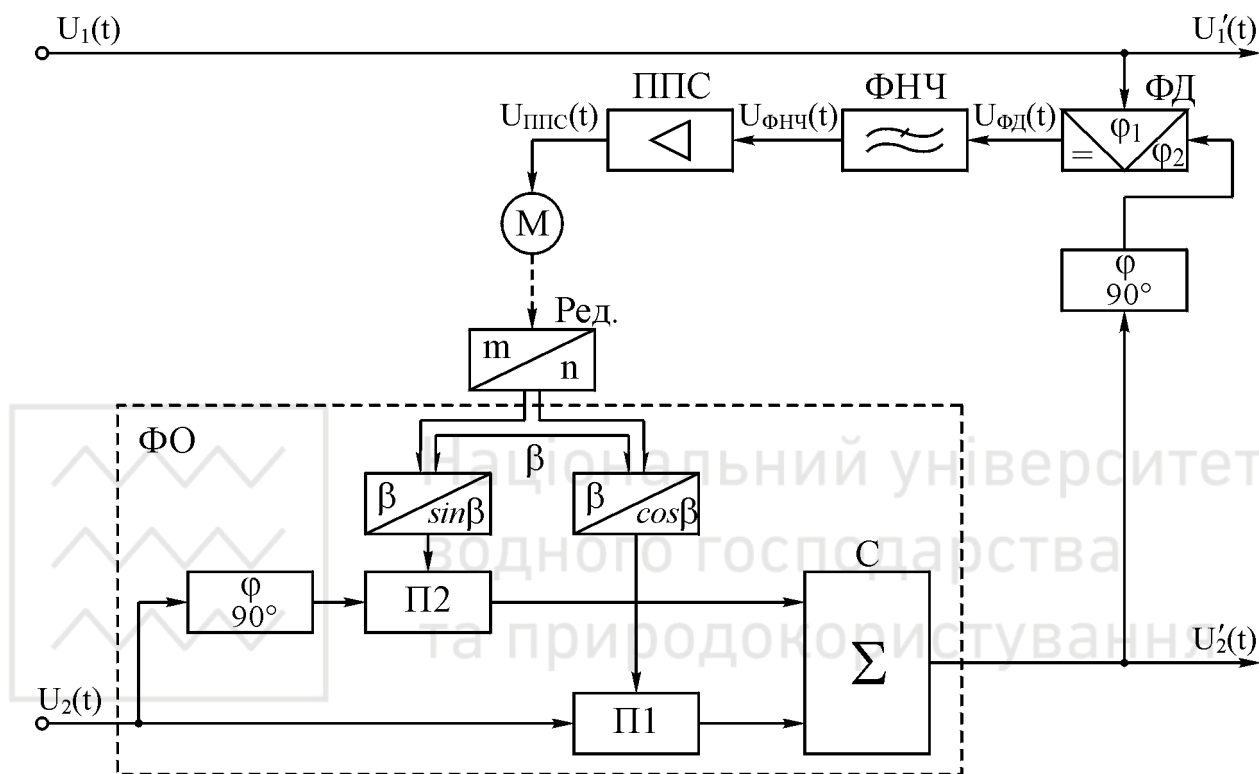 U₁(t)
U₁′(t)
ППС
ФНЧ
ФД
U_ППС(t)
U_ФНЧ(t)
U_ФД(t)
φ₁
=
φ₂
М
φ
90°
Ред.
m
n
ФО
β
Національний університет
β
sinβ
β
cosβ
водного господарства
С
φ
90°
П2
Σ
та природокористування
U₂′(t)
U₂(t)
П1